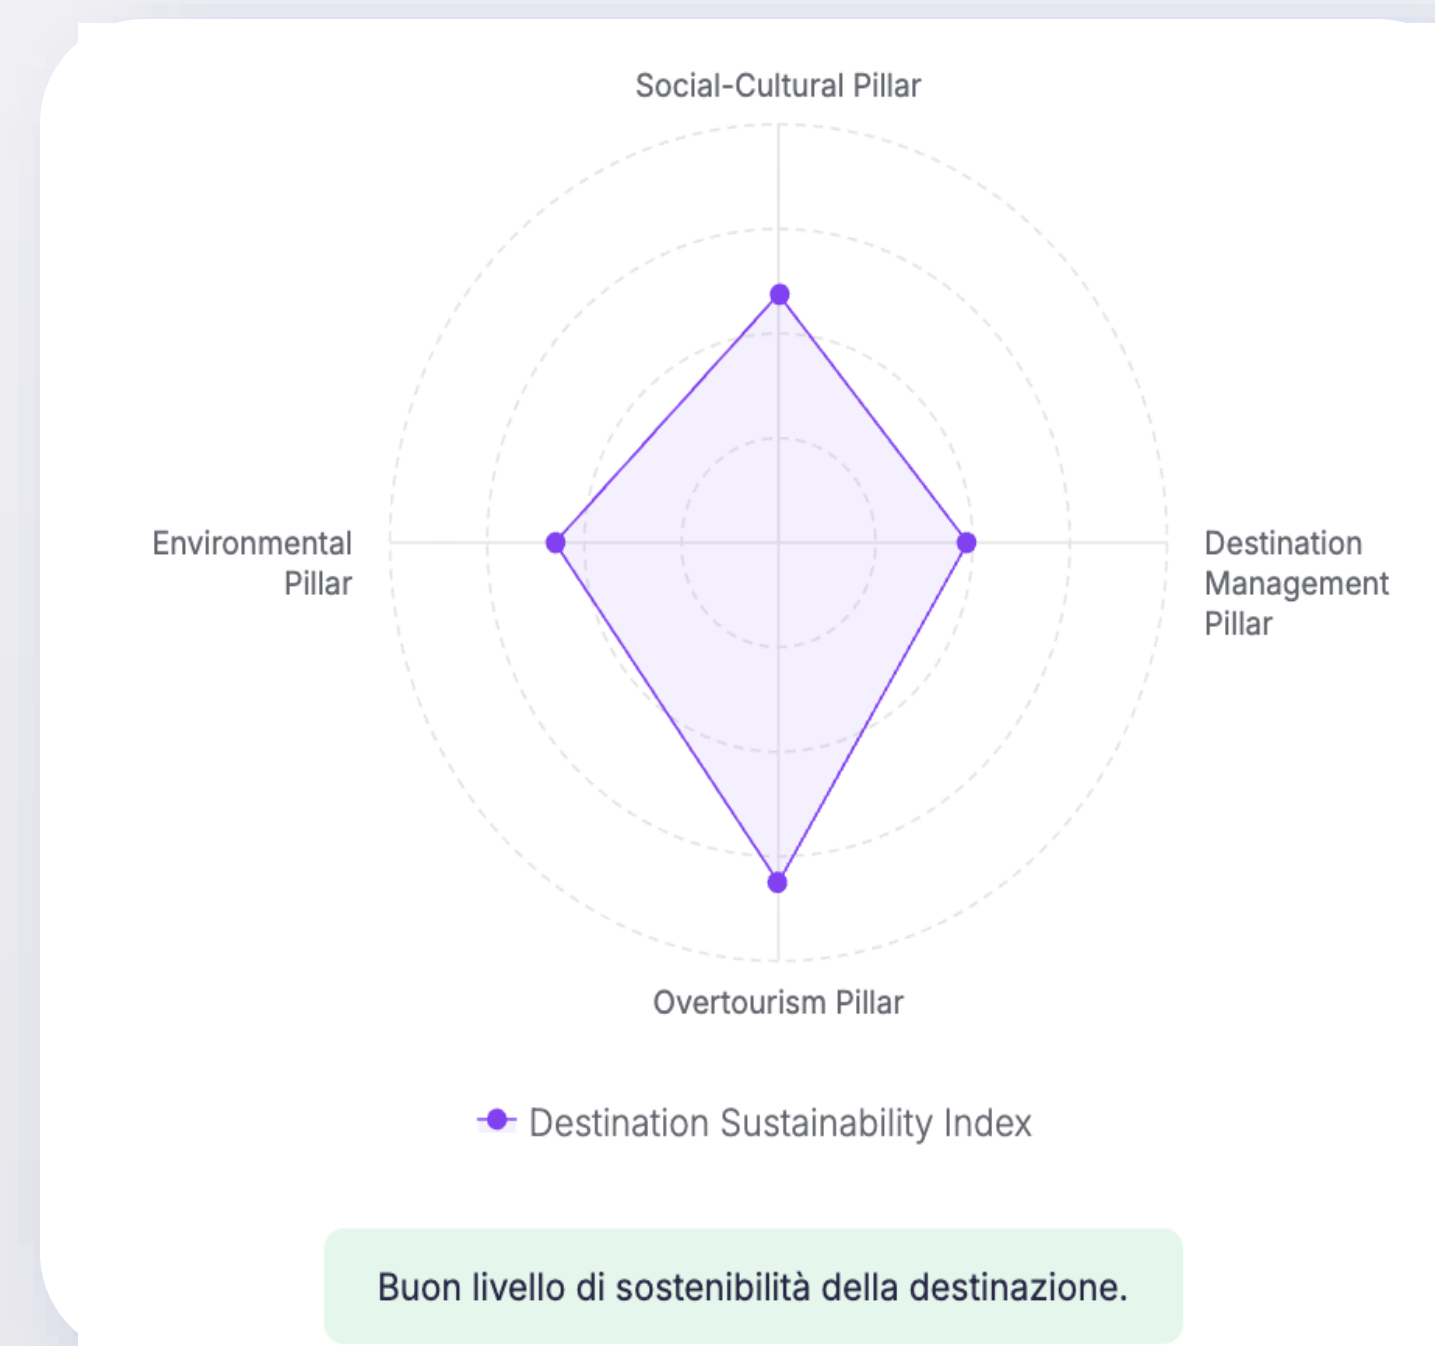 Social-Cultural Pillar
Environmental
Pillar
Destination
Management
Pillar
Overtourism Pillar
Destination Sustainability Index
Buon livello di sostenibilità della destinazione.